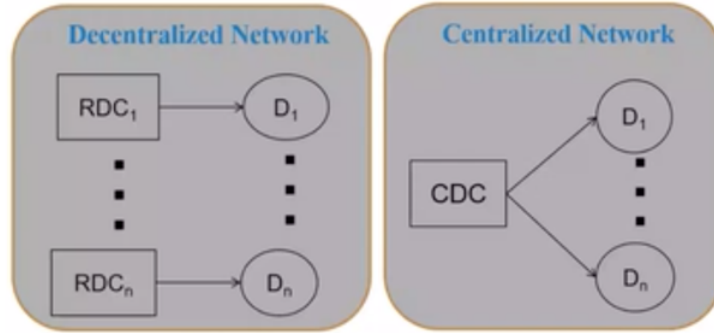 Decentralized Network
RDC₁
D₁
RDCₙ
Dₙ
Centralized Network
CDC
D₁
Dₙ